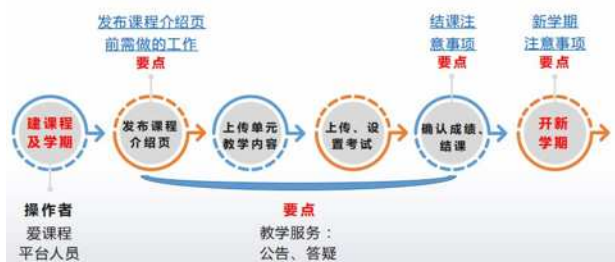 发布课程介绍页
前需做的工作
要点
结课注
意事项
要点
新学期
注意事项
要点
建课程
及学期
发布课程
介绍页
上传单元
教学内容
上传、设
置考试
确认成绩、
结课
开新
学期
操作者
爱课程
平台人员
要点
教学服务：
公告、答疑